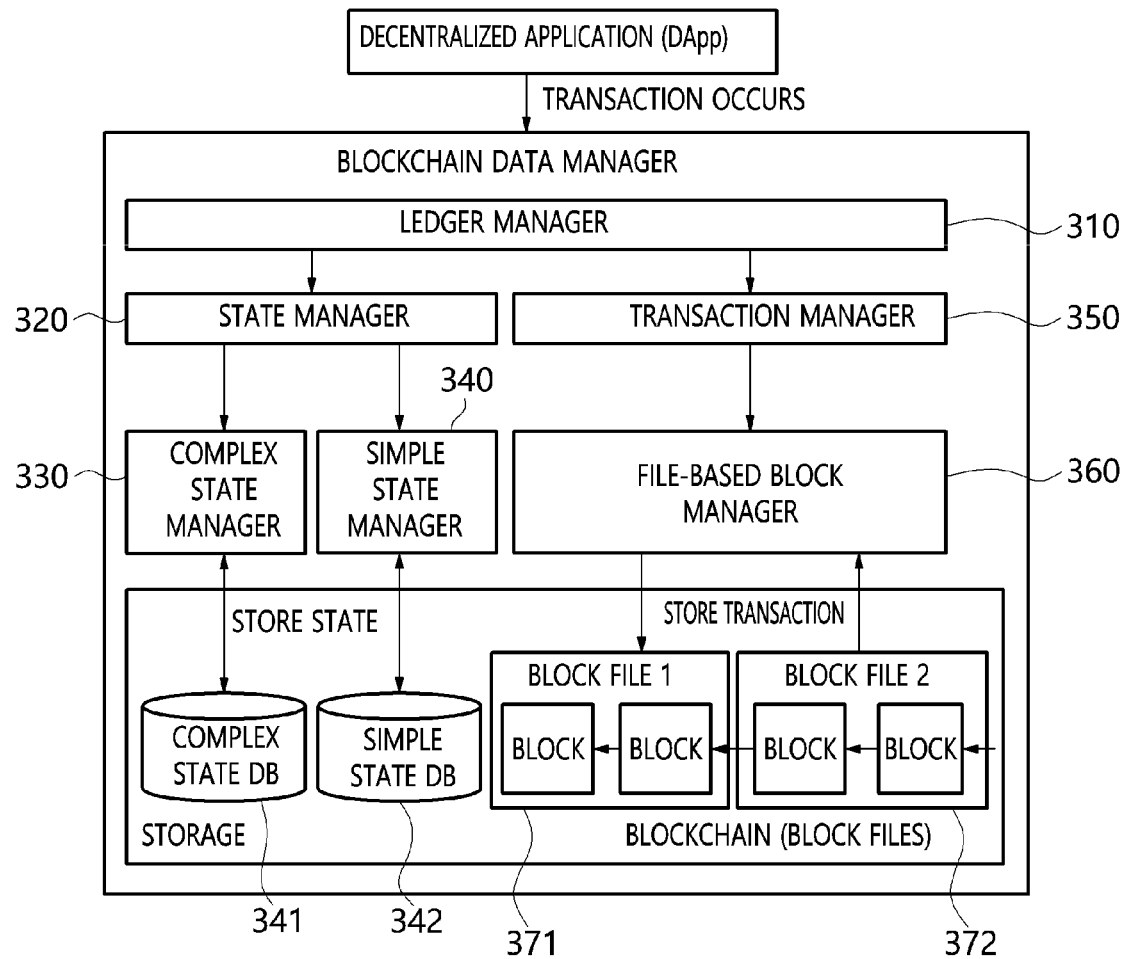 DECENTRALIZED APPLICATION (DApp)
TRANSACTION OCCURS
BLOCKCHAIN DATA MANAGER
LEDGER MANAGER
310
320
STATE MANAGER
TRANSACTION MANAGER
350
340
330
COMPLEX
STATE
MANAGER
SIMPLE
STATE
MANAGER
FILE-BASED BLOCK
MANAGER
360
STORE STATE
STORE TRANSACTION
BLOCK FILE 1
BLOCK FILE 2
COMPLEX
STATE DB
SIMPLE
STATE DB
BLOCK
BLOCK
BLOCK
BLOCK
STORAGE
BLOCKCHAIN (BLOCK FILES)
341
342
371
372